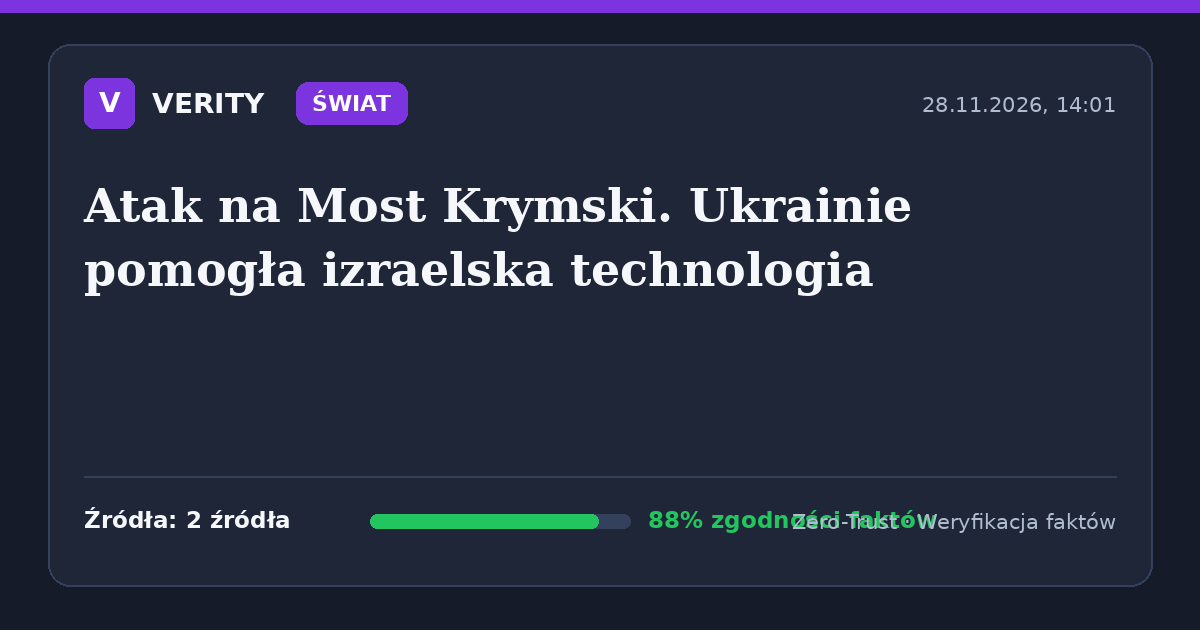 V VERITY ŚWIAT 28.11.2026, 14:01
Atak na Most Krymski. Ukrainie
pomogła izraelska technologia
Źródła: 2 źródła 88% zgodności faktów Zero-Trust · Weryfikacja faktów